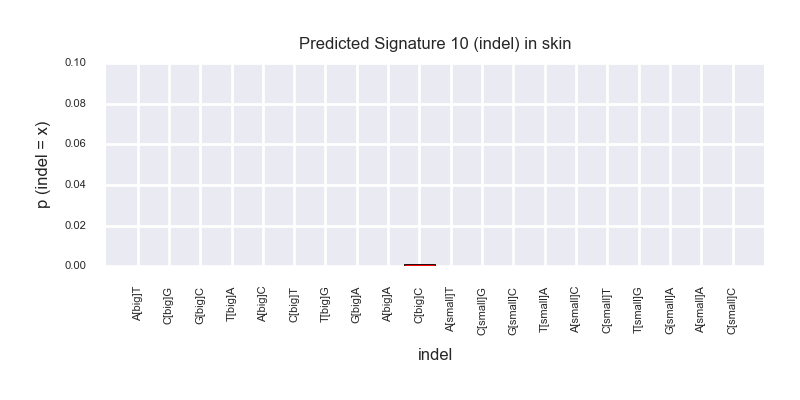 Predicted Signature 10 (indel) in skin
p (indel = x)
0.10
0.08
0.06
0.04
0.02
0.00
A[big]T
C[big]G
G[big]C
T[big]A
A[big]C
C[big]T
T[big]G
G[big]A
A[big]A
C[big]C
A[small]T
C[small]G
G[small]C
T[small]A
A[small]C
C[small]T
T[small]G
G[small]A
A[small]A
C[small]C
indel